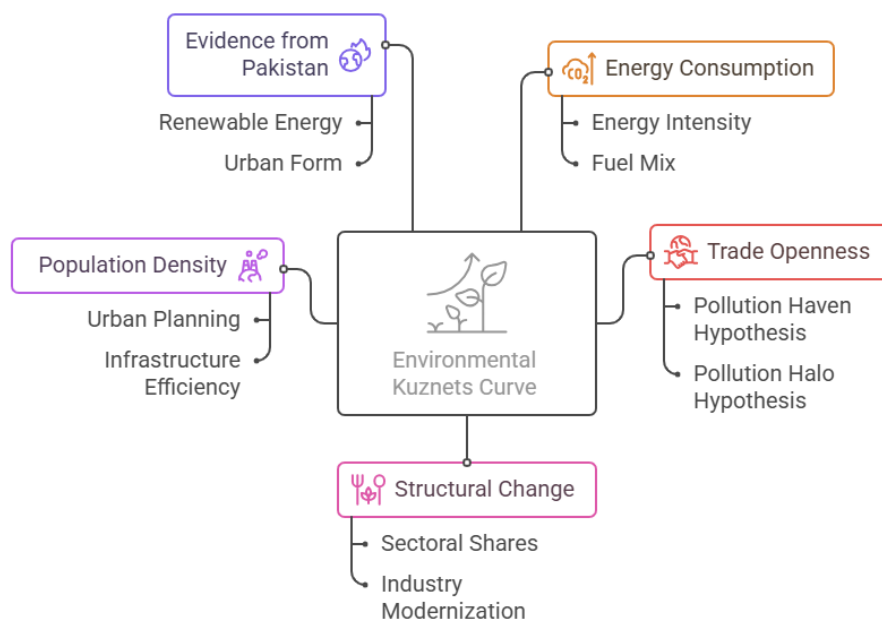 Evidence from
Pakistan
Renewable Energy
Urban Form
CO₂
Energy Consumption
Energy Intensity
Fuel Mix
Population Density
Urban Planning
Infrastructure
Efficiency
Environmental
Kuznets Curve
Trade Openness
Pollution Haven
Hypothesis
Pollution Halo
Hypothesis
Structural Change
Sectoral Shares
Industry
Modernization